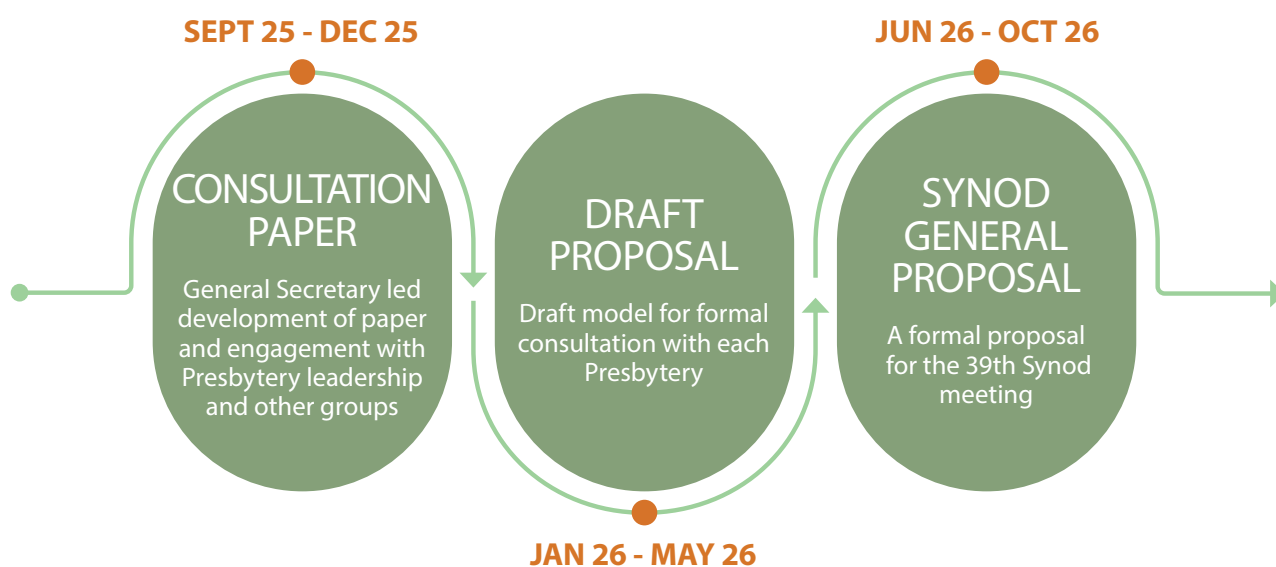 SEPT 25 - DEC 25
CONSULTATION
PAPER
General Secretary led
development of paper
and engagement with
Presbytery leadership
and other groups
DRAFT
PROPOSAL
Draft model for formal
consultation with each
Presbytery
JAN 26 - MAY 26
JUN 26 - OCT 26
SYNOD
GENERAL
PROPOSAL
A formal proposal
for the 39th Synod
meeting